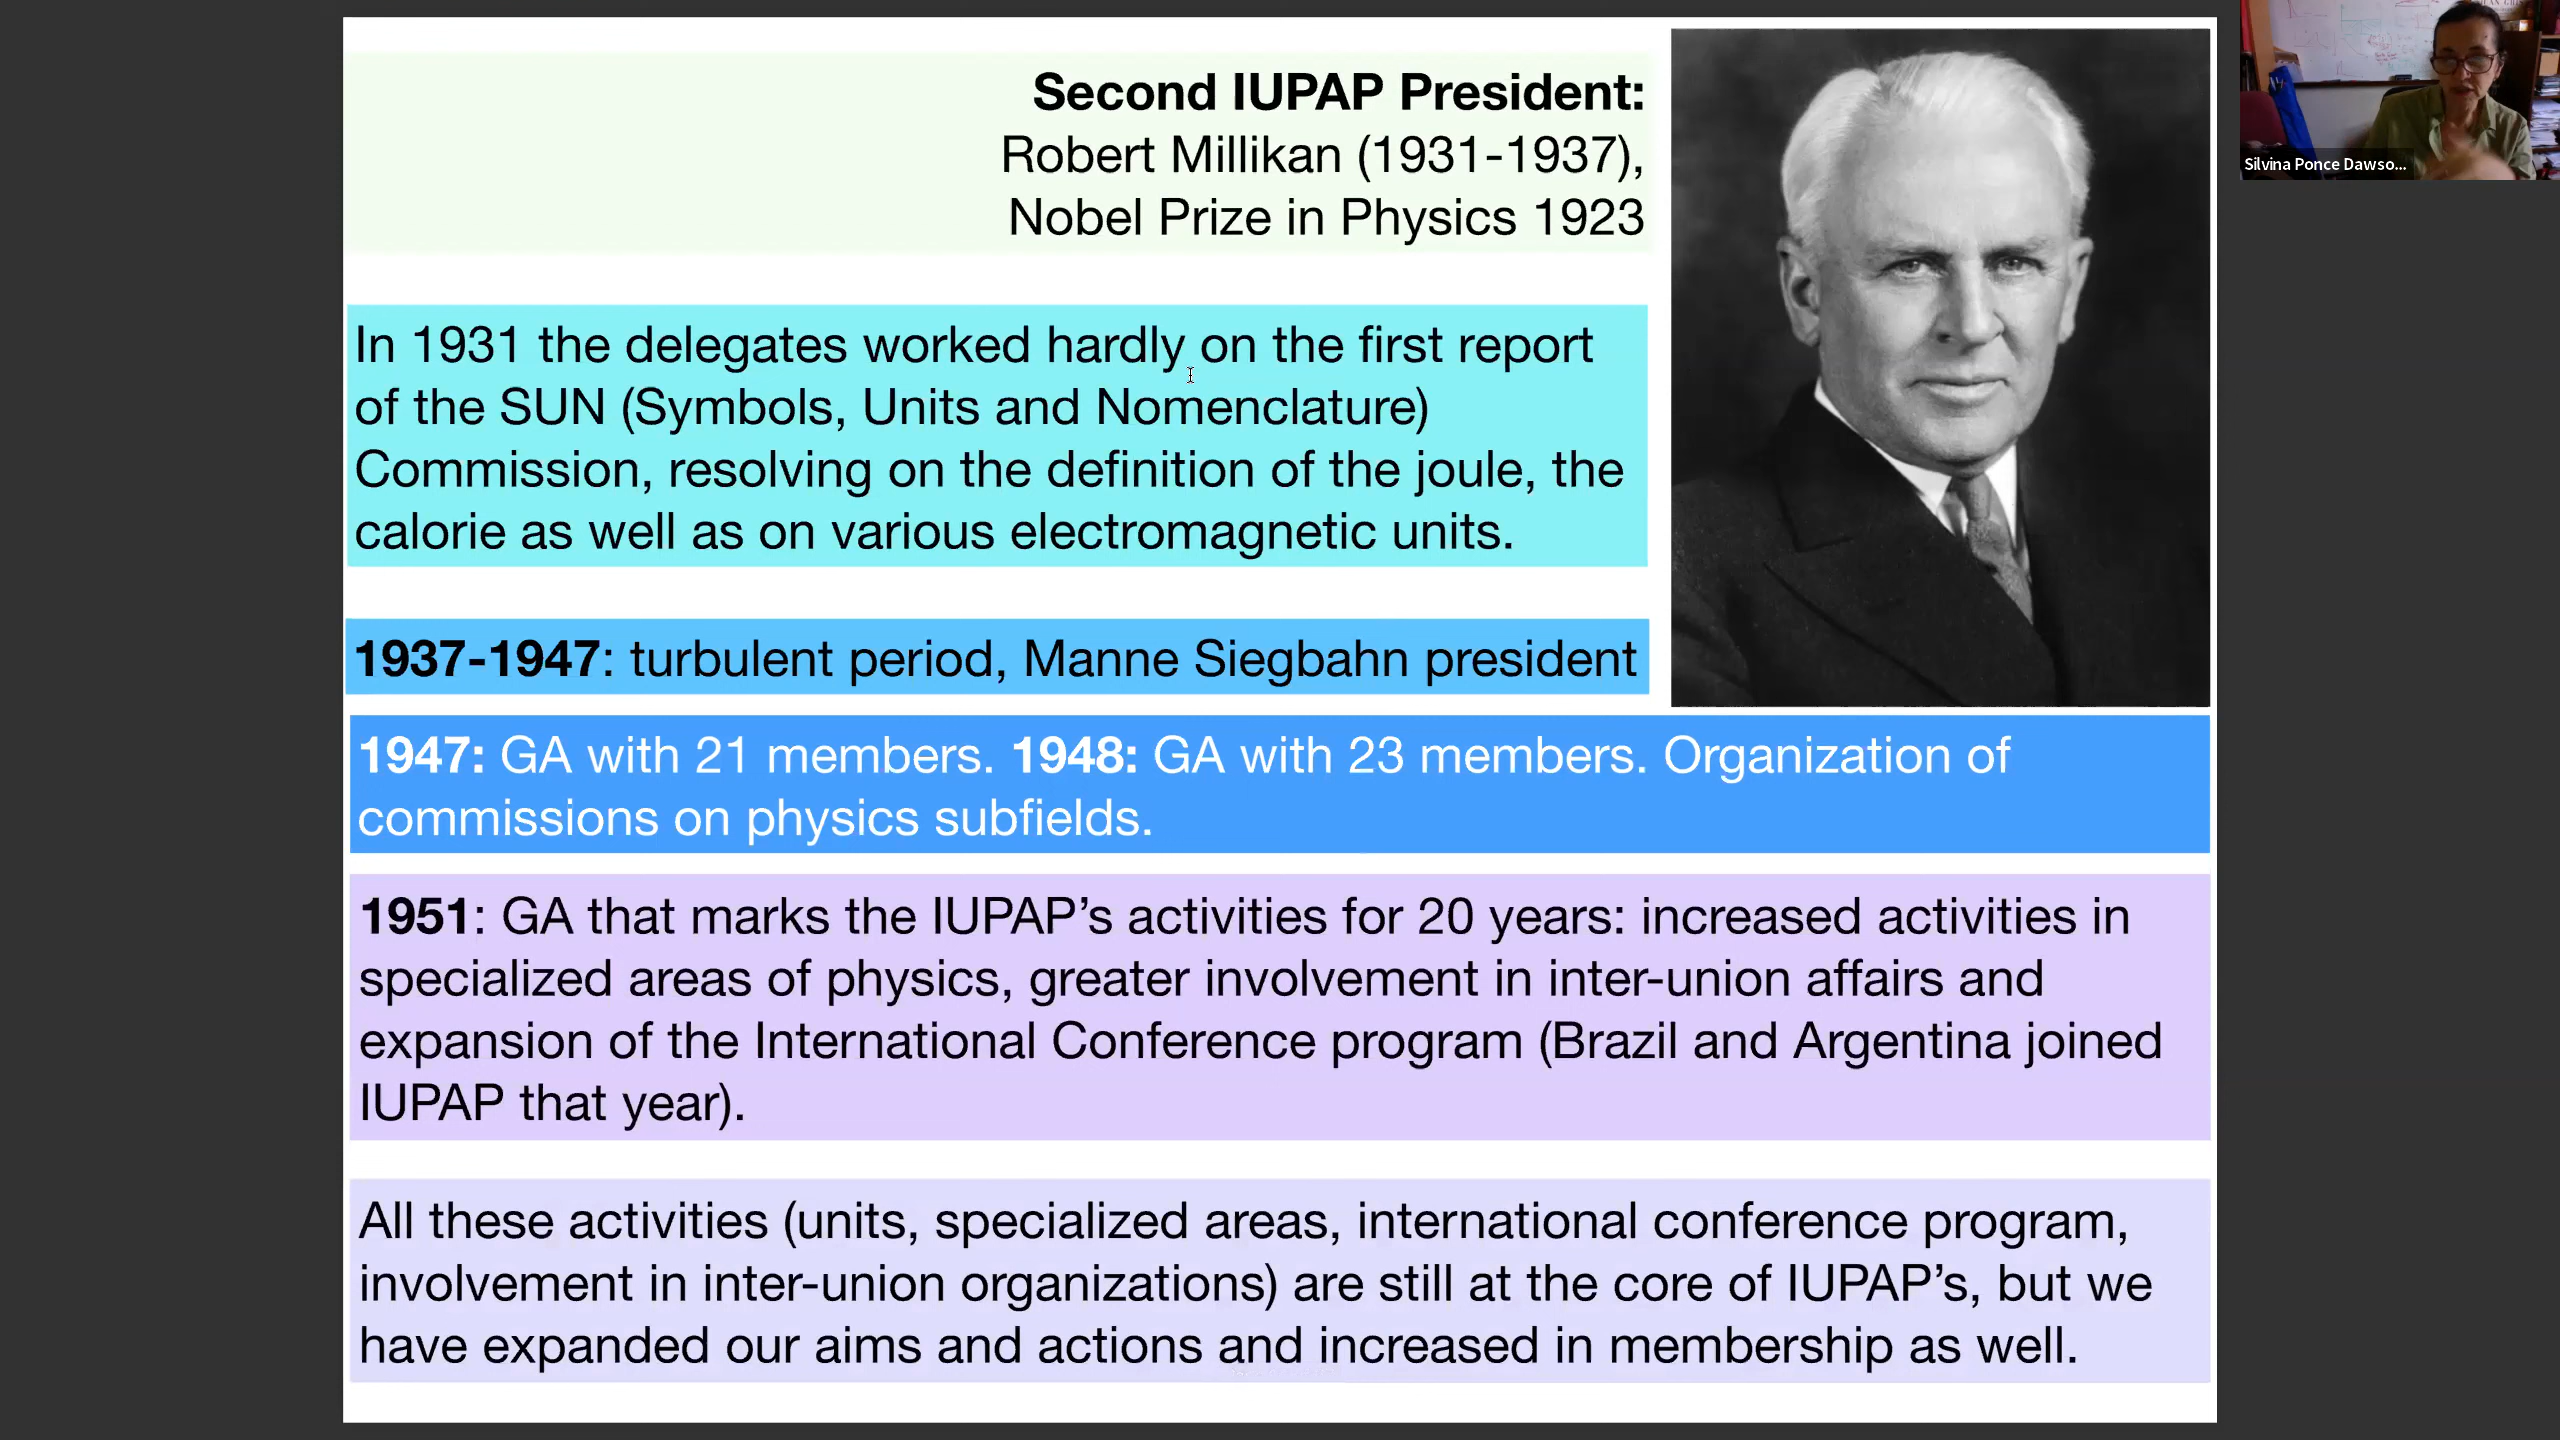 Second IUPAP President:
Robert Millikan (1931-1937),
Nobel Prize in Physics 1923
In 1931 the delegates worked hardly on the first report
of the SUN (Symbols, Units and Nomenclature)
Commission, resolving on the definition of the joule, the
calorie as well as on various electromagnetic units.
1937-1947: turbulent period, Manne Siegbahn president
1947: GA with 21 members. 1948: GA with 23 members. Organization of
commissions on physics subfields.
1951: GA that marks the IUPAP’s activities for 20 years: increased activities in
specialized areas of physics, greater involvement in inter-union affairs and
expansion of the International Conference program (Brazil and Argentina joined
IUPAP that year).
All these activities (units, specialized areas, international conference program,
involvement in inter-union organizations) are still at the core of IUPAP’s, but we
have expanded our aims and actions and increased in membership as well.
Silvina Ponce Dawso...